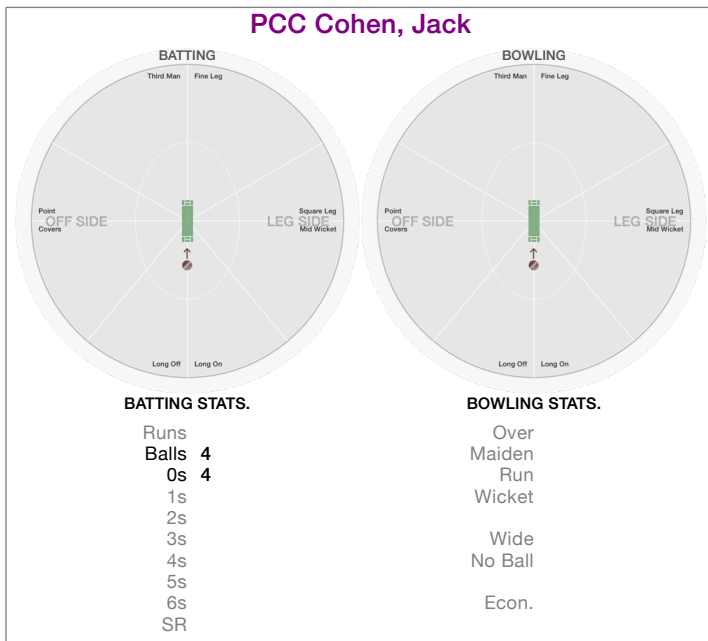 PCC Cohen, Jack
BATTING
BOWLING
Third Man Fine Leg
Third Man Fine Leg
Point
OFF SIDE
Covers
Square Leg
LEG SIDE
Mid Wicket
Point
OFF SIDE
Covers
Square Leg
LEG SIDE
Mid Wicket
Long Off Long On
Long Off Long On
BATTING STATS.
Runs
Balls 4
0s 4
1s
2s
3s
4s
5s
6s
SR
BOWLING STATS.
Over
Maiden
Run
Wicket
Wide
No Ball
Econ.